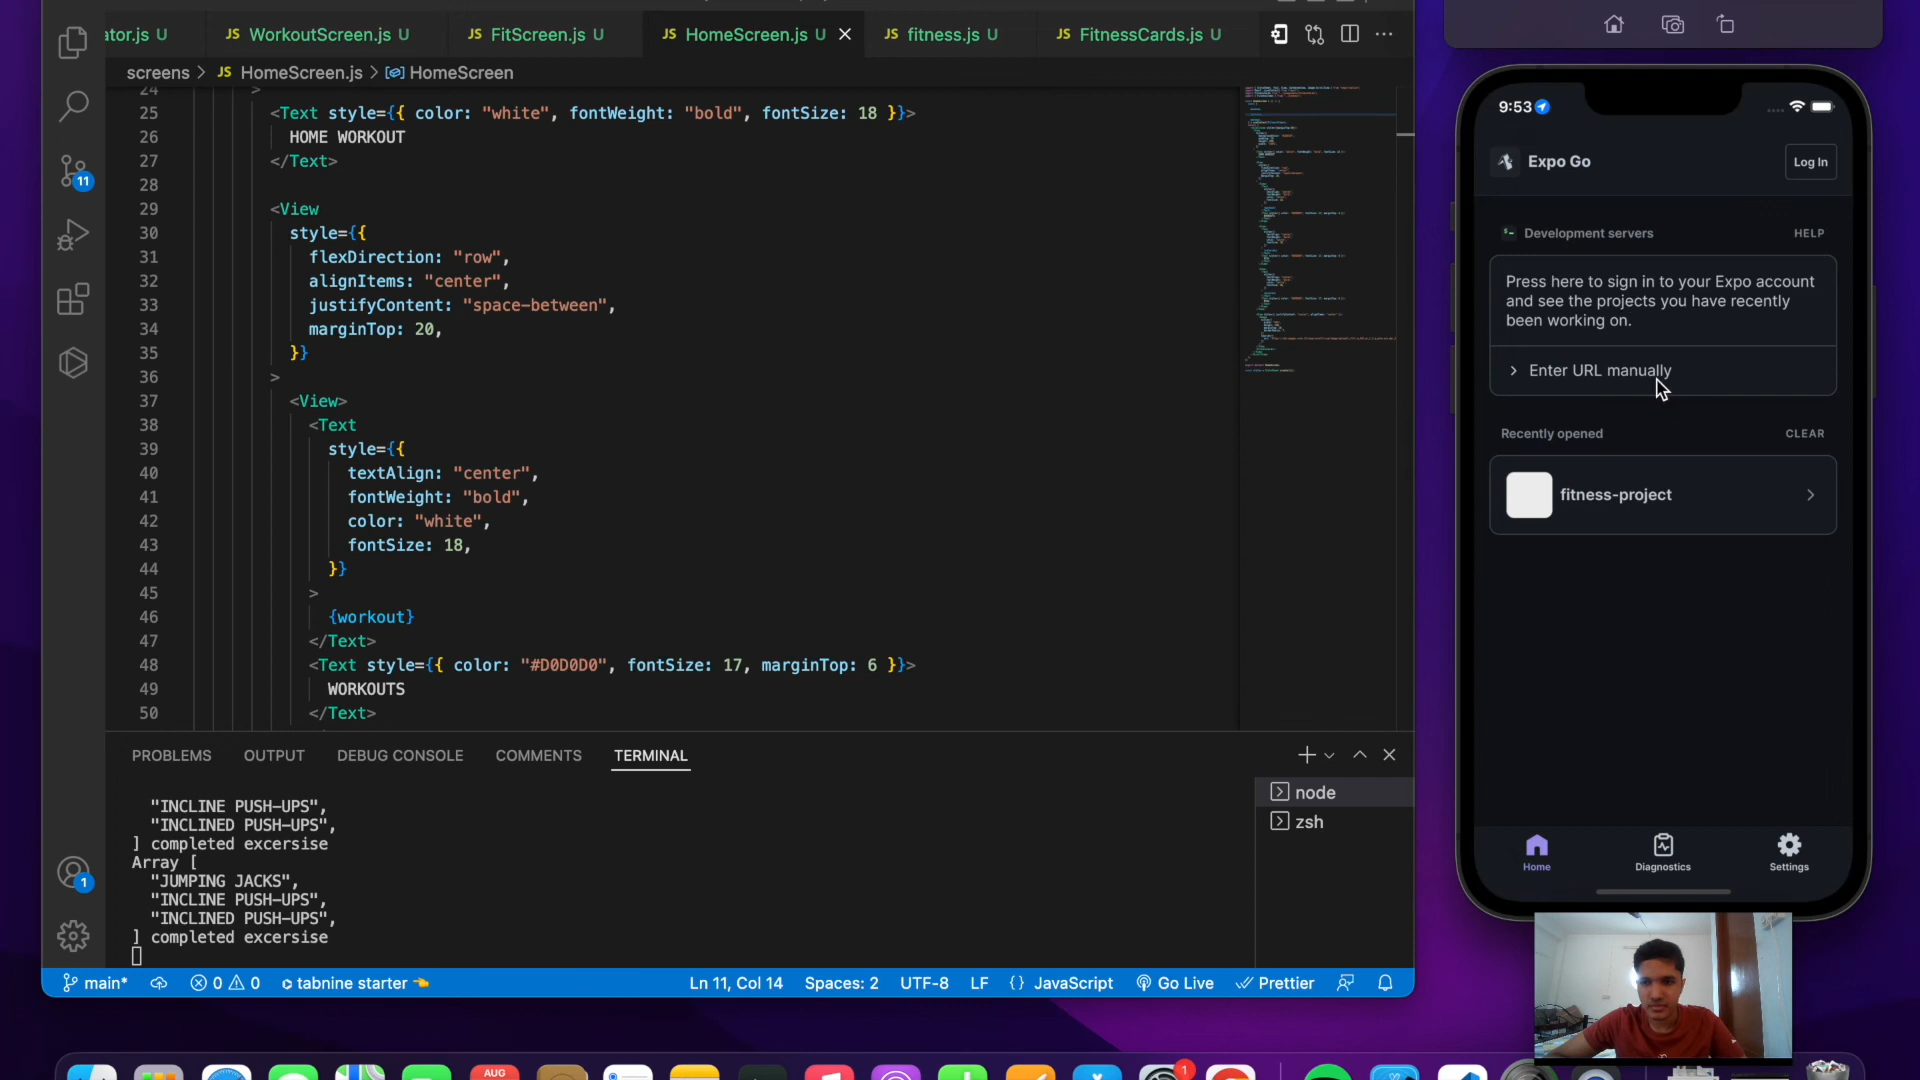 ator.js U
JS WorkoutScreen.js U
JS FitScreen.js U
JS HomeScreen.js U
JS fitness.js U
JS FitnessCards.js U
screens > JS HomeScreen.js > HomeScreen
24 >
25 <Text style={{ color: "white", fontWeight: "bold", fontSize: 18 }}>
26 HOME WORKOUT
27 </Text>
28
29 <View
30 style={{
31 flexDirection: "row",
32 alignItems: "center",
33 justifyContent: "space-between",
34 marginTop: 20,
35 }}
36 >
37 <View>
38 <Text
39 style={{
40 textAlign: "center",
41 fontWeight: "bold",
42 color: "white",
43 fontSize: 18,
44 }}
45 >
46 {workout}
47 </Text>
48 <Text style={{ color: "#D0D0D0", fontSize: 17, marginTop: 6 }}>
49 WORKOUTS
50 </Text>
11
1
PROBLEMS OUTPUT DEBUG CONSOLE COMMENTS TERMINAL
"INCLINE PUSH-UPS",
"INCLINED PUSH-UPS",
] completed excersise
Array [
"JUMPING JACKS",
"INCLINE PUSH-UPS",
"INCLINED PUSH-UPS",
] completed excersise
node
zsh
main* 0 0 tabnine starter Ln 11, Col 14 Spaces: 2 UTF-8 LF {} JavaScript Go Live Prettier
9:53
Expo Go
Log In
Development servers
HELP
Press here to sign in to your Expo account
and see the projects you have recently
been working on.
Enter URL manually
Recently opened
CLEAR
fitness-project
Home
Diagnostics
Settings
AUG
1